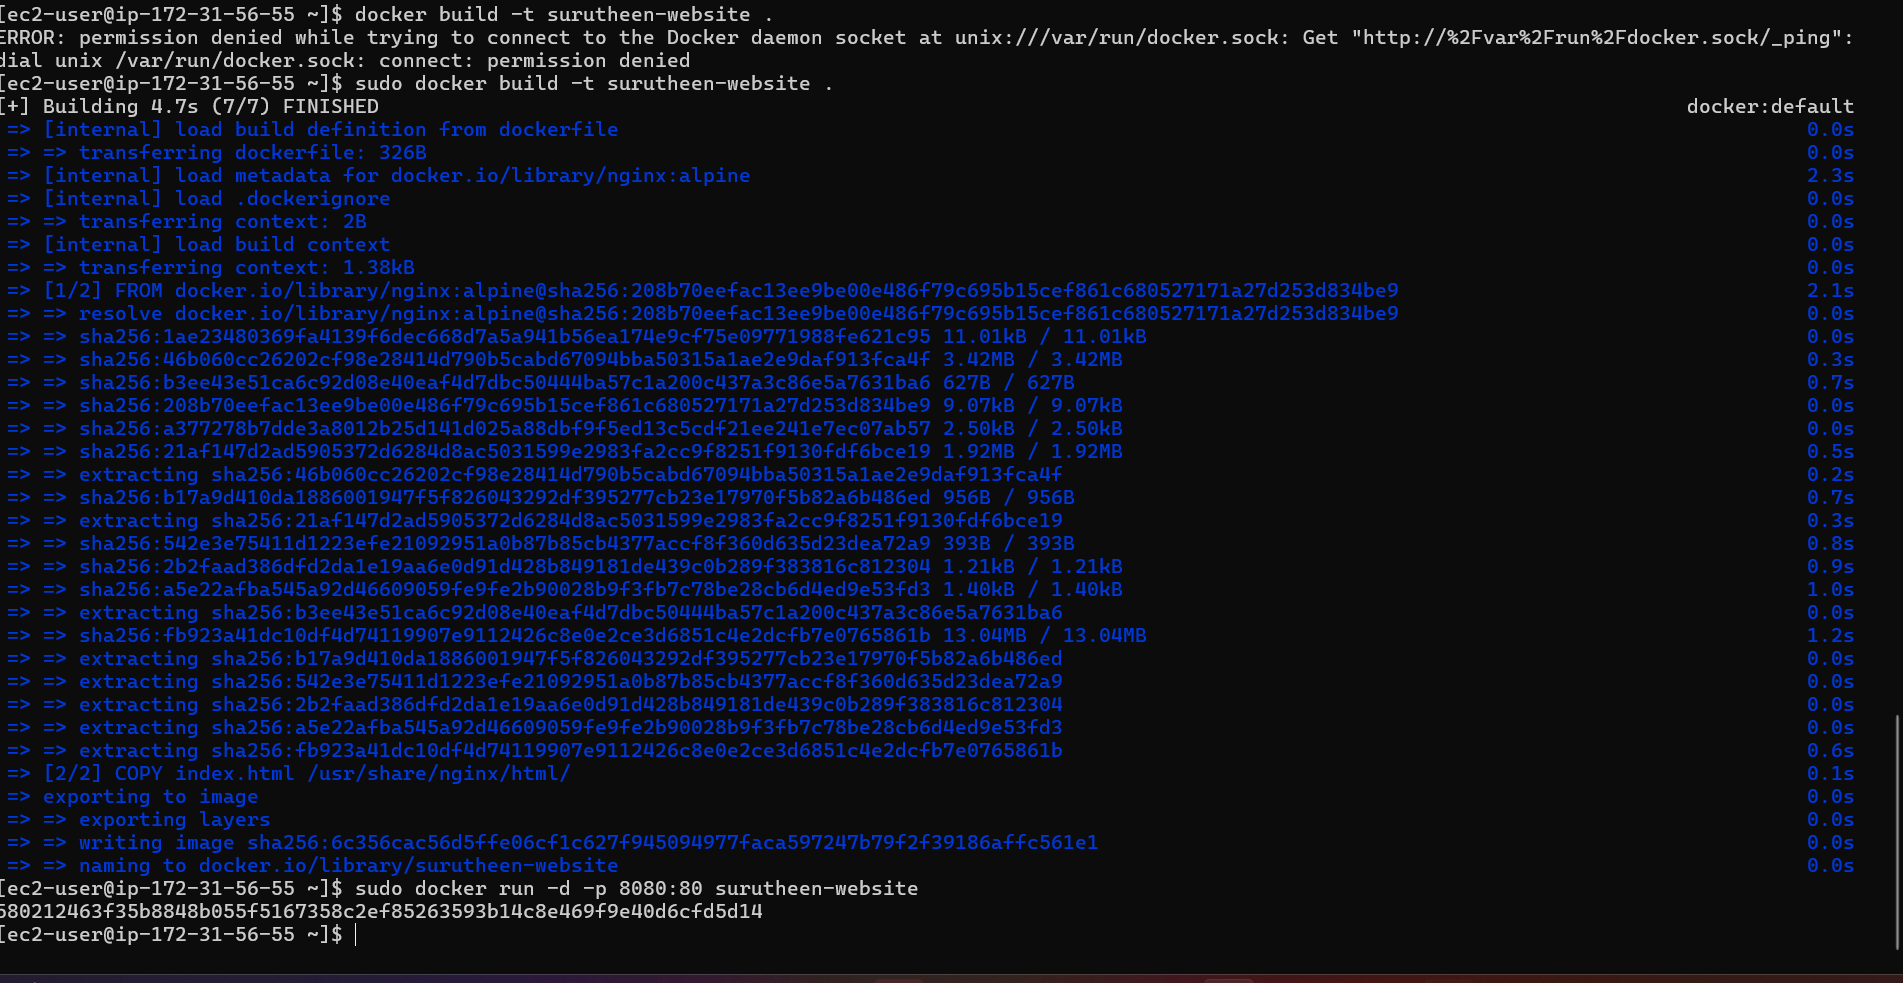 [ec2-user@ip-172-31-56-55 ~]$ docker build -t surutheen-website .
ERROR: permission denied while trying to connect to the Docker daemon socket at unix:///var/run/docker.sock: Get "http://%2Fvar%2Frun%2Fdocker.sock/_ping":
dial unix /var/run/docker.sock: connect: permission denied
[ec2-user@ip-172-31-56-55 ~]$ sudo docker build -t surutheen-website .
[+] Building 4.7s (7/7) FINISHED docker:default
=> [internal] load build definition from dockerfile 0.0s
=> => transferring dockerfile: 326B 0.0s
=> [internal] load metadata for docker.io/library/nginx:alpine 2.3s
=> [internal] load .dockerignore 0.0s
=> => transferring context: 2B 0.0s
=> [internal] load build context 0.0s
=> => transferring context: 1.38kB 0.0s
=> [1/2] FROM docker.io/library/nginx:alpine@sha256:208b70eefac13ee9be00e486f79c695b15cef861c680527171a27d253d834be9 2.1s
=> => resolve docker.io/library/nginx:alpine@sha256:208b70eefac13ee9be00e486f79c695b15cef861c680527171a27d253d834be9 0.0s
=> => sha256:1ae23480369fa4139f6dec668d7a5a941b56ea174e9cf75e09771988fe621c95 11.01kB / 11.01kB 0.0s
=> => sha256:46b060cc26202cf98e28414d790b5cabd67094bba50315a1ae2e9daf913fca4f 3.42MB / 3.42MB 0.3s
=> => sha256:b3ee43e51ca6c92d08e40eaf4d7dbc50444ba57c1a200c437a3c86e5a7631ba6 627B / 627B 0.7s
=> => sha256:208b70eefac13ee9be00e486f79c695b15cef861c680527171a27d253d834be9 9.07kB / 9.07kB 0.0s
=> => sha256:a377278b7dde3a8012b25d141d025a88dbf9f5ed13c5cdf21ee241e7ec07ab57 2.50kB / 2.50kB 0.0s
=> => sha256:21af147d2ad5905372d6284d8ac5031599e2983fa2cc9f8251f9130fdf6bce19 1.92MB / 1.92MB 0.5s
=> => extracting sha256:46b060cc26202cf98e28414d790b5cabd67094bba50315a1ae2e9daf913fca4f 0.2s
=> => sha256:b17a9d410da1886001947f5f826043292df395277cb23e17970f5b82a6b486ed 956B / 956B 0.7s
=> => extracting sha256:21af147d2ad5905372d6284d8ac5031599e2983fa2cc9f8251f9130fdf6bce19 0.3s
=> => sha256:542e3e75411d1223efe21092951a0b87b85cb4377accf8f360d635d23dea72a9 393B / 393B 0.8s
=> => sha256:2b2faad386dfd2da1e19aa6e0d91d428b849181de439c0b289f383816c812304 1.21kB / 1.21kB 0.9s
=> => sha256:a5e22afba545a92d46609059fe9fe2b90028b9f3fb7c78be28cb6d4ed9e53fd3 1.40kB / 1.40kB 1.0s
=> => extracting sha256:b3ee43e51ca6c92d08e40eaf4d7dbc50444ba57c1a200c437a3c86e5a7631ba6 0.0s
=> => sha256:fb923a41dc10df4d74119907e9112426c8e0e2ce3d6851c4e2dcfb7e0765861b 13.04MB / 13.04MB 1.2s
=> => extracting sha256:b17a9d410da1886001947f5f826043292df395277cb23e17970f5b82a6b486ed 0.0s
=> => extracting sha256:542e3e75411d1223efe21092951a0b87b85cb4377accf8f360d635d23dea72a9 0.0s
=> => extracting sha256:2b2faad386dfd2da1e19aa6e0d91d428b849181de439c0b289f383816c812304 0.0s
=> => extracting sha256:a5e22afba545a92d46609059fe9fe2b90028b9f3fb7c78be28cb6d4ed9e53fd3 0.0s
=> => extracting sha256:fb923a41dc10df4d74119907e9112426c8e0e2ce3d6851c4e2dcfb7e0765861b 0.6s
=> [2/2] COPY index.html /usr/share/nginx/html/ 0.1s
=> exporting to image 0.0s
=> => exporting layers 0.0s
=> => writing image sha256:6c356cac56d5ffe06cf1c627f945094977faca597247b79f2f39186affc561e1 0.0s
=> => naming to docker.io/library/surutheen-website 0.0s
[ec2-user@ip-172-31-56-55 ~]$ sudo docker run -d -p 8080:80 surutheen-website
680212463f35b8848b055f5167358c2ef85263593b14c8e469f9e40d6cfd5d14
[ec2-user@ip-172-31-56-55 ~]$